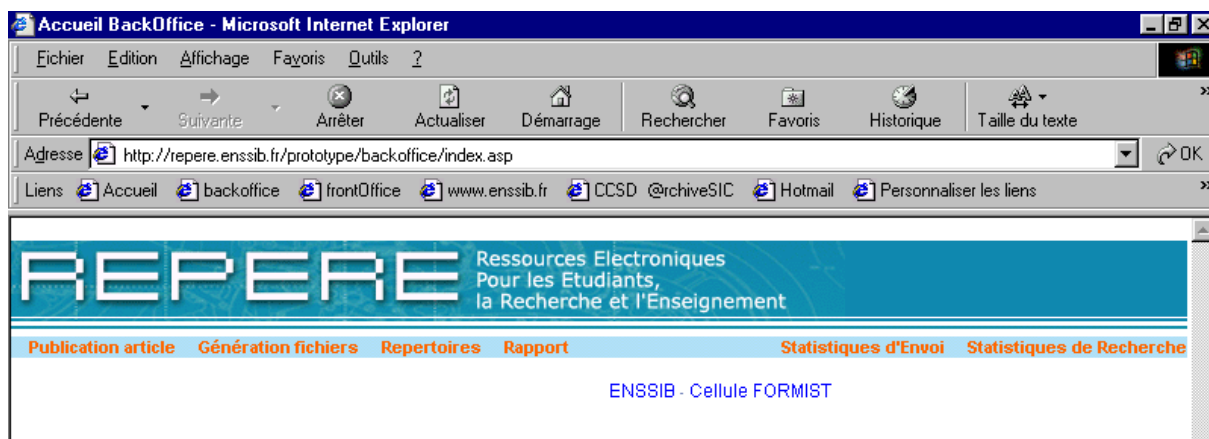 Accueil BackOffice - Microsoft Internet Explorer
Fichier Edition Affichage Favoris Outils ?
Précédente Suivante Arrêter Actualiser Démarrage Rechercher Favoris Historique Taille du texte »
Adresse http://repere.enssib.fr/prototype/backoffice/index.asp OK
Liens Accueil backoffice frontOffice www.enssib.fr CCSD @rchiveSIC Hotmail Personnaliser les liens »
REPERE
Ressources Electroniques
Pour les Etudiants,
la Recherche et l'Enseignement
Publication article Génération fichiers Repertoires Rapport Statistiques d'Envoi Statistiques de Recherche
ENSSIB - Cellule FORMIST